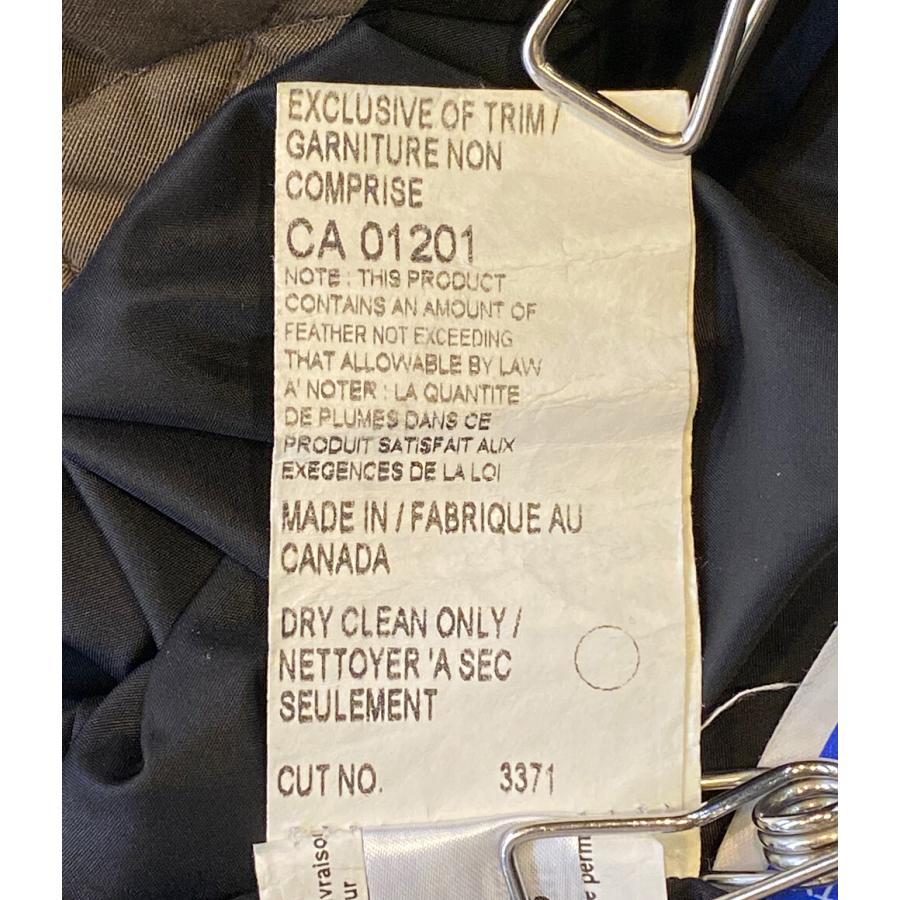 EXCLUSIVE OF TRIM /
GARNITURE NON
COMPRISE
CA 01201
NOTE : THIS PRODUCT
CONTAINS AN AMOUNT OF
FEATHER NOT EXCEEDING
THAT ALLOWABLE BY LAW
A' NOTER : LA QUANTITE
DE PLUMES DANS CE
PRODUIT SATISFAIT AUX
EXEGENCES DE LA LOI
MADE IN / FABRIQUE AU
CANADA
DRY CLEAN ONLY /
NETTOYER 'A SEC
SEULEMENT
CUT NO. 3371